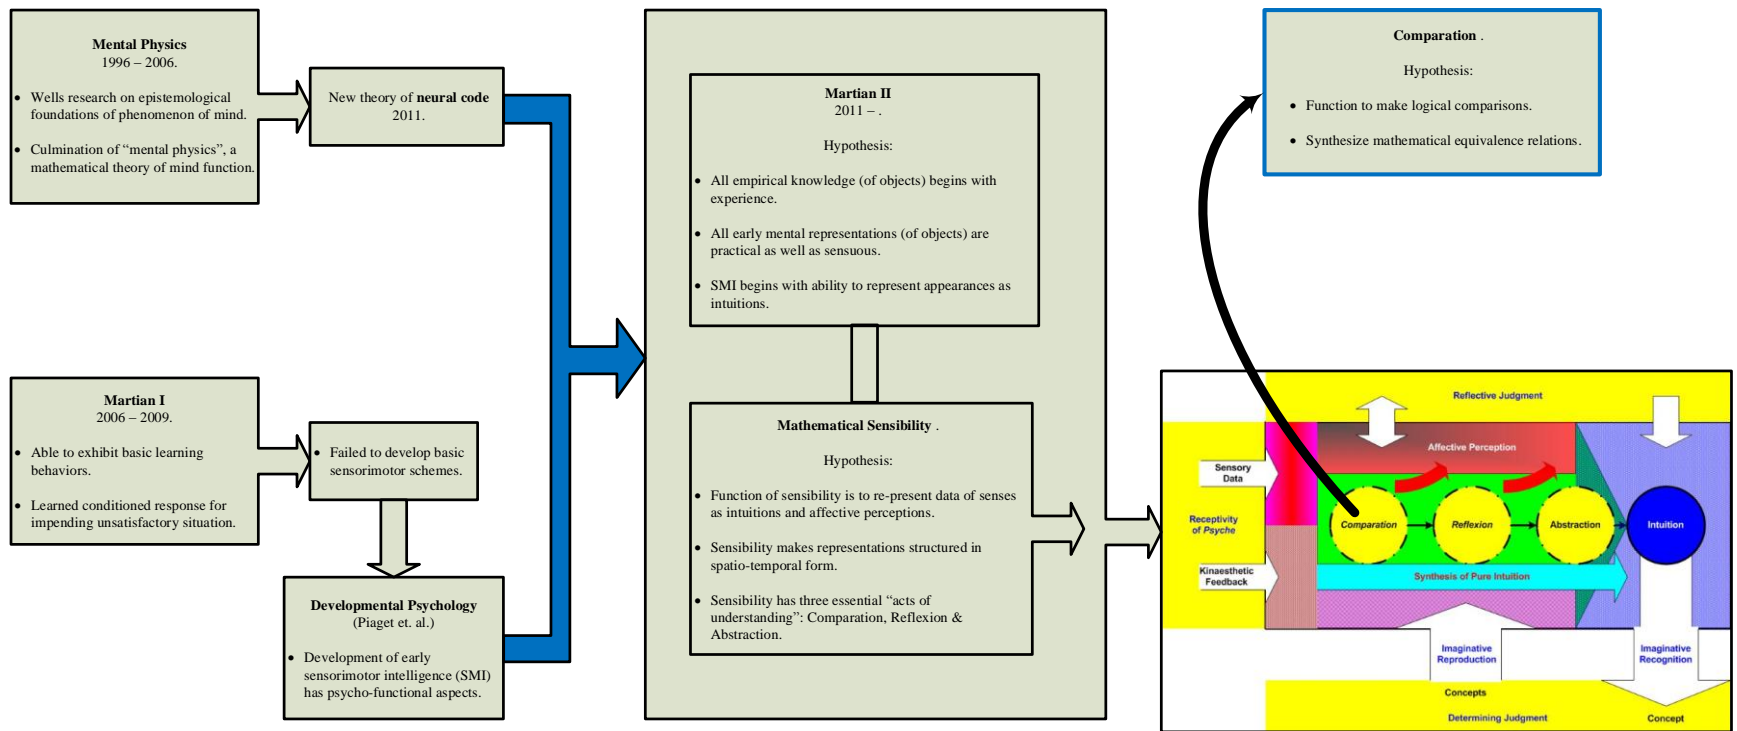 Mental Physics
1996 – 2006.
• Wells research on epistemological
foundations of phenomenon of mind.
• Culmination of “mental physics”, a
mathematical theory of mind function.
New theory of neural code
2011.
Martian I
2006 – 2009.
• Able to exhibit basic learning
behaviors.
• Learned conditioned response for
impending unsatisfactory situation.
• Failed to develop basic
sensorimotor schemes.
Developmental Psychology
(Piaget et. al.)
• Development of early
sensorimotor intelligence (SMI)
has psycho-functional aspects.
Martian II
2011 – .
Hypothesis:
• All empirical knowledge (of objects) begins with
experience.
• All early mental representations (of objects) are
practical as well as sensuous.
• SMI begins with ability to represent appearances as
intuitions.
Mathematical Sensibility .
Hypothesis:
• Function of sensibility is to re-present data of senses
as intuitions and affective perceptions.
• Sensibility makes representations structured in
spatio-temporal form.
• Sensibility has three essential “acts of
understanding”: Comparation, Reflexion &
Abstraction.
Comparation .
Hypothesis:
• Function to make logical comparisons.
• Synthesize mathematical equivalence relations.
Reflective Judgment
Affective Perception
Sensory
Data
Receptivity
of Psyche
Comparation
Reflexion
Abstraction
Intuition
Kinaesthetic
Feedback
Synthesis of Pure Intuition
Imaginative
Reproduction
Imaginative
Recognition
Concepts
Determining Judgment
Concept